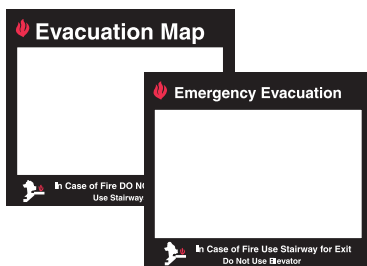 Evacuation Map
In Case of Fire DO NO
Use Stairway
Emergency Evacuation
In Case of Fire Use Stairway for Exit
Do Not Use Elevator